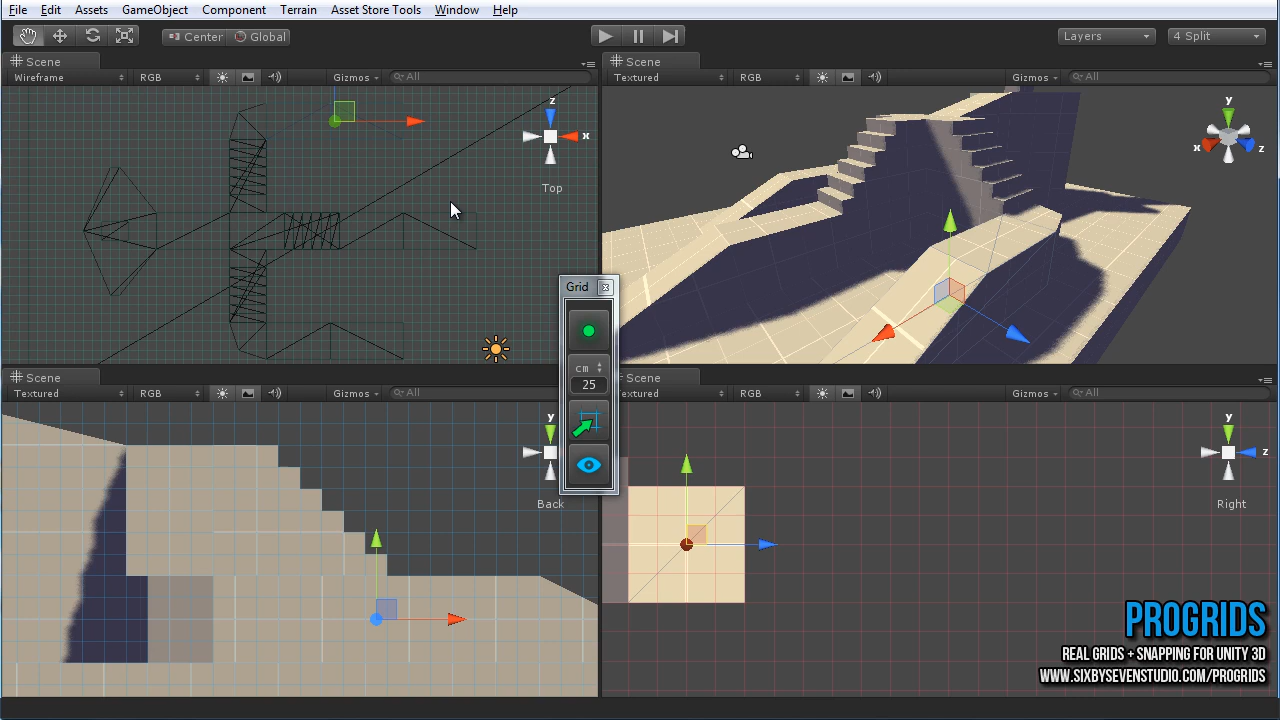 File Edit Assets GameObject Component Terrain Asset Store Tools Window Help
Center Global Layers 4 Split
Scene
Wireframe RGB Gizmos All
z
x
Top
Scene
Textured RGB Gizmos All
y
x z
Grid
cm
25
Scene
Textured RGB Gizmos All
y
Back
Scene
Textured RGB Gizmos All
y
z
Right
PROGRIDS
REAL GRIDS + SNAPPING FOR UNITY 3D
WWW.SIXBYSEVENSTUDIO.COM/PROGRIDS